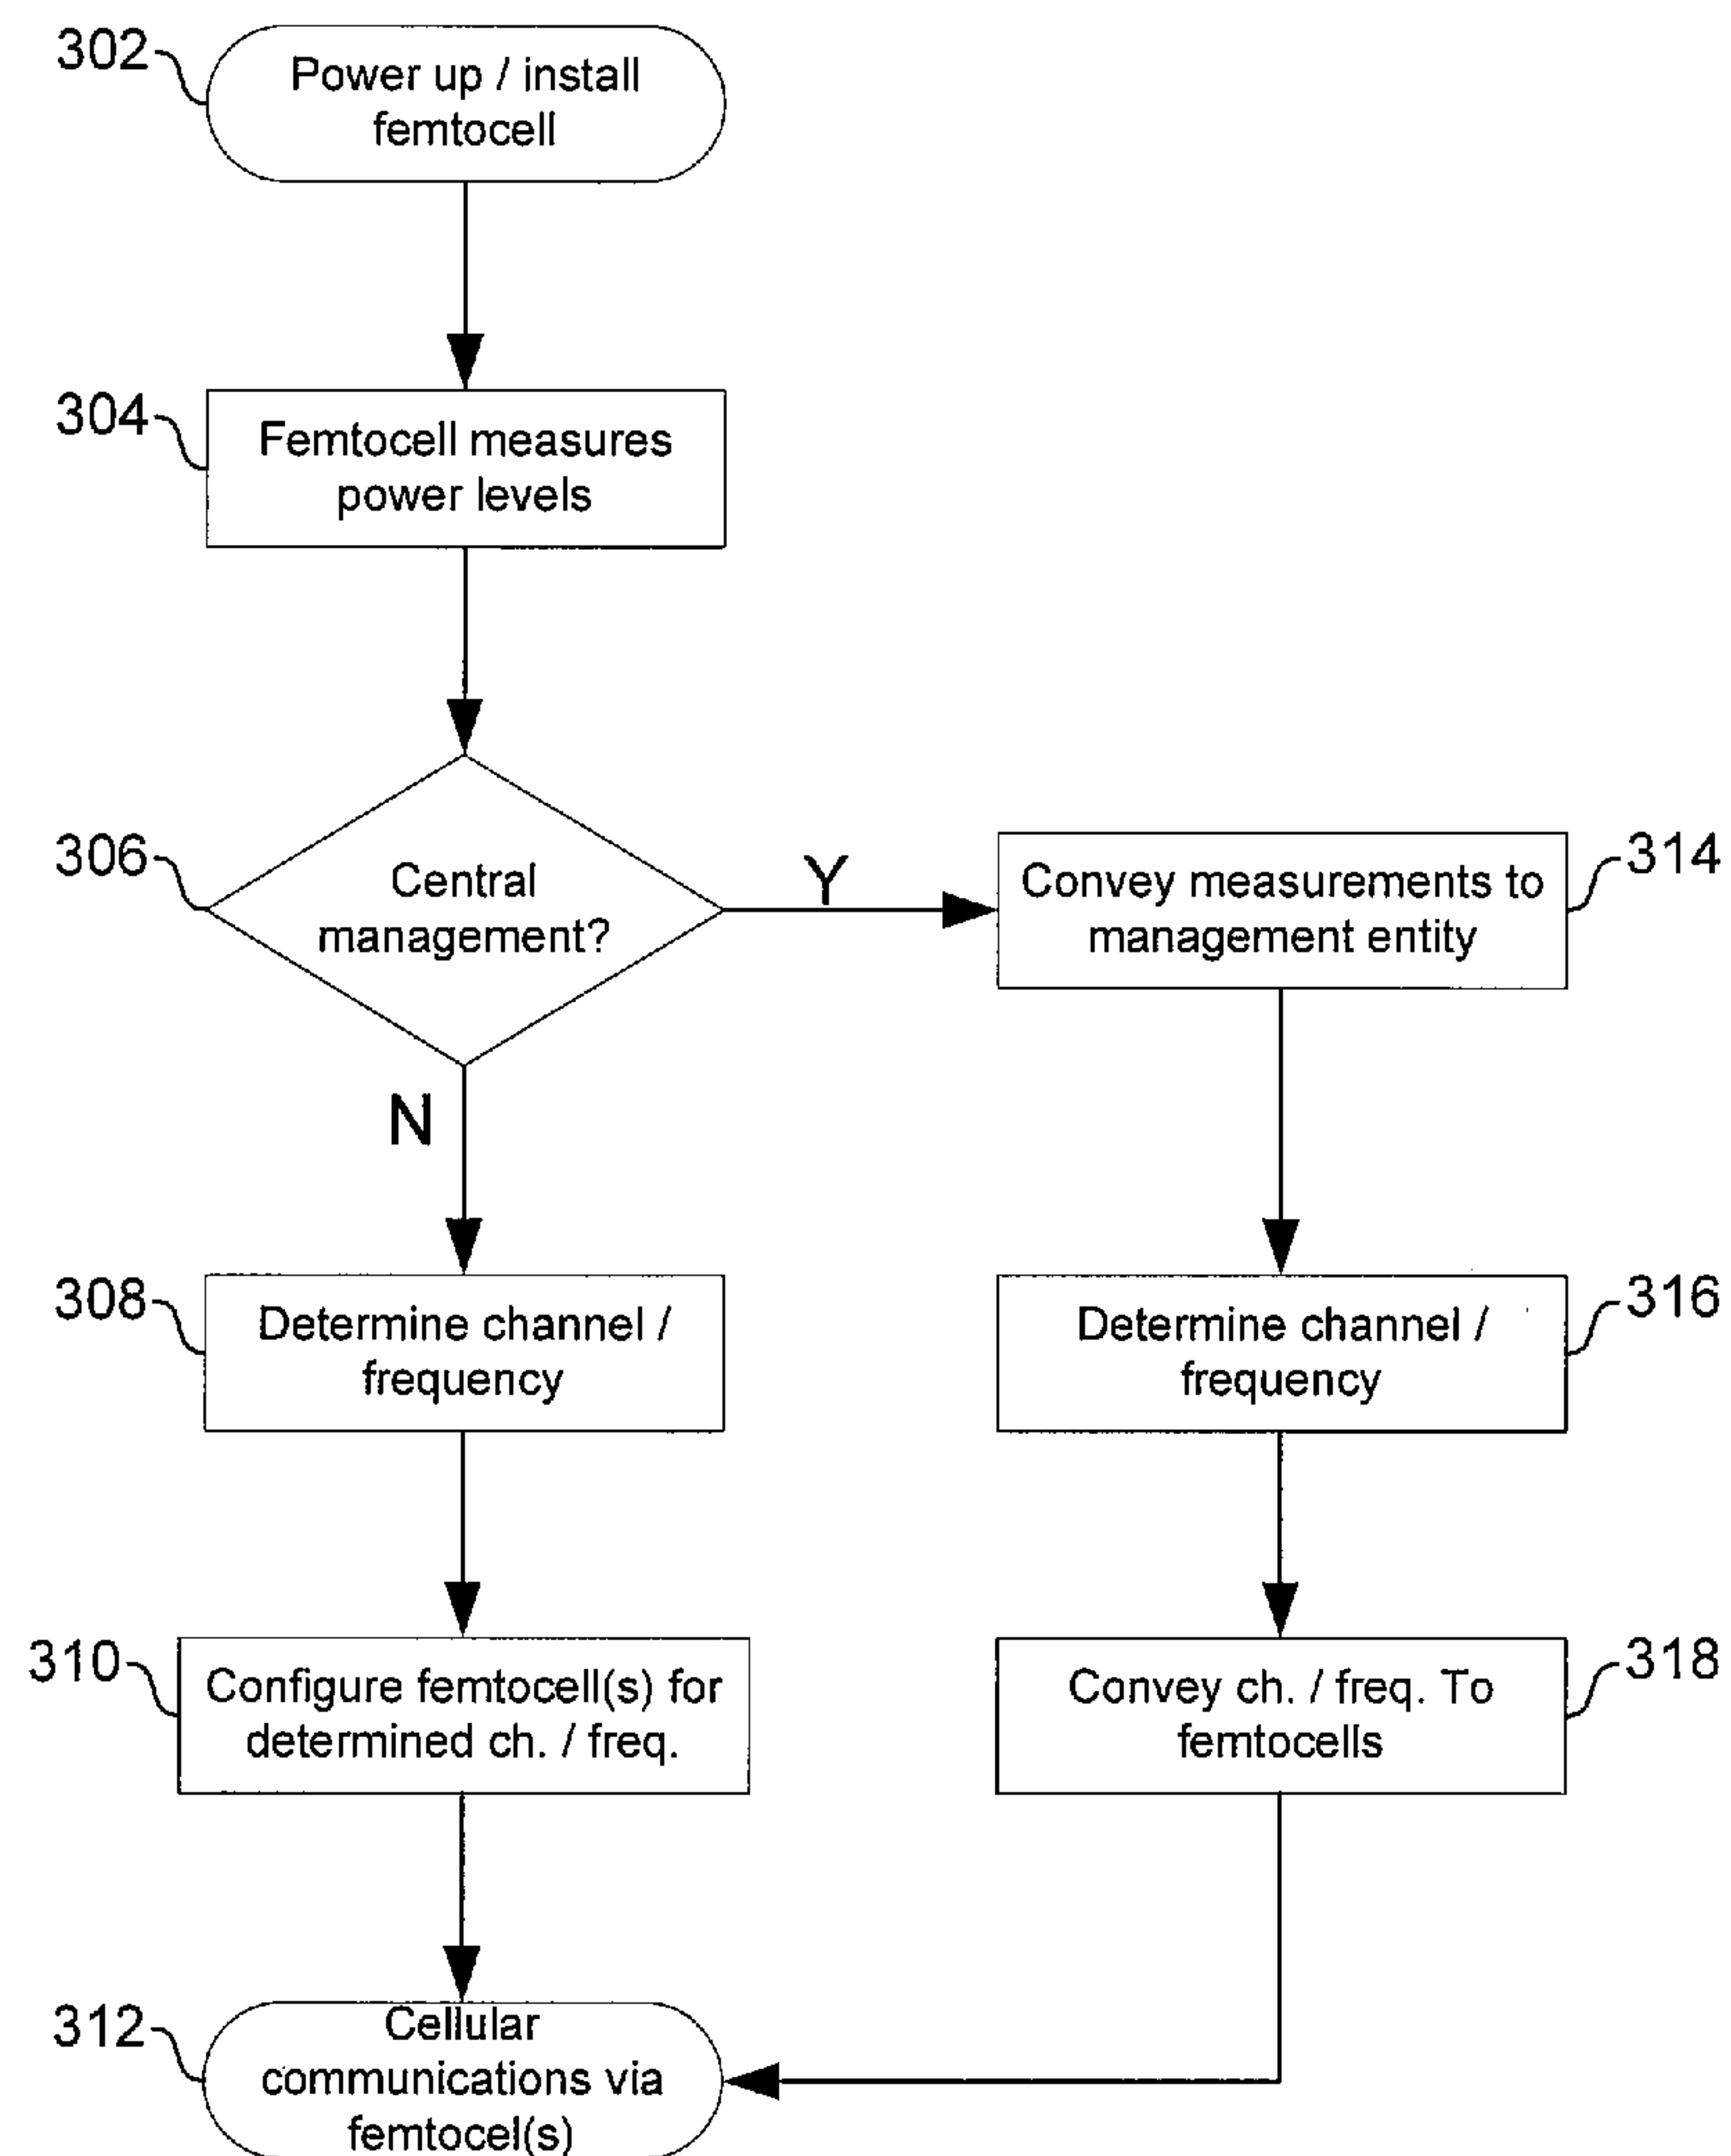 302
Power up / install
femtocell
304
Femtocell measures
power levels
306
Central
management?
Y
Convey measurements to
management entity
314
N
308
Determine channel /
frequency
Determine channel /
frequency
316
310
Configure femtocell(s) for
determined ch. / freq.
Convey ch. / freq. To
femtocells
318
312
Cellular
communications via
femtocel(s)